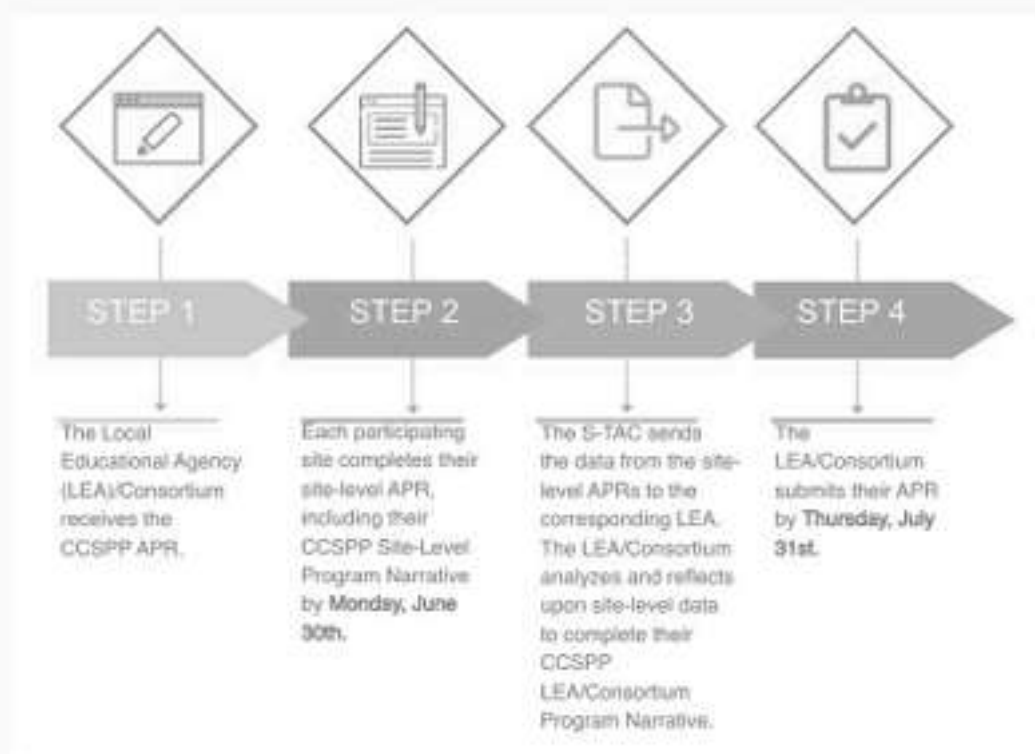 STEP 1
STEP 2
STEP 3
STEP 4
The Local
Educational Agency
(LEA)/Consortium
receives the
CCSPP APR.
Each participating
site completes their
site-level APR,
including their
CCSPP Site-Level
Program Narrative
by Monday, June
30th.
The S-TAC sends
the data from the site-
level APRs to the
corresponding LEA.
The LEA/Consortium
analyzes and reflects
upon site-level data
to complete their
CCSPP
LEA/Consortium
Program Narrative.
The
LEA/Consortium
submits their APR
by Thursday, July
31st.